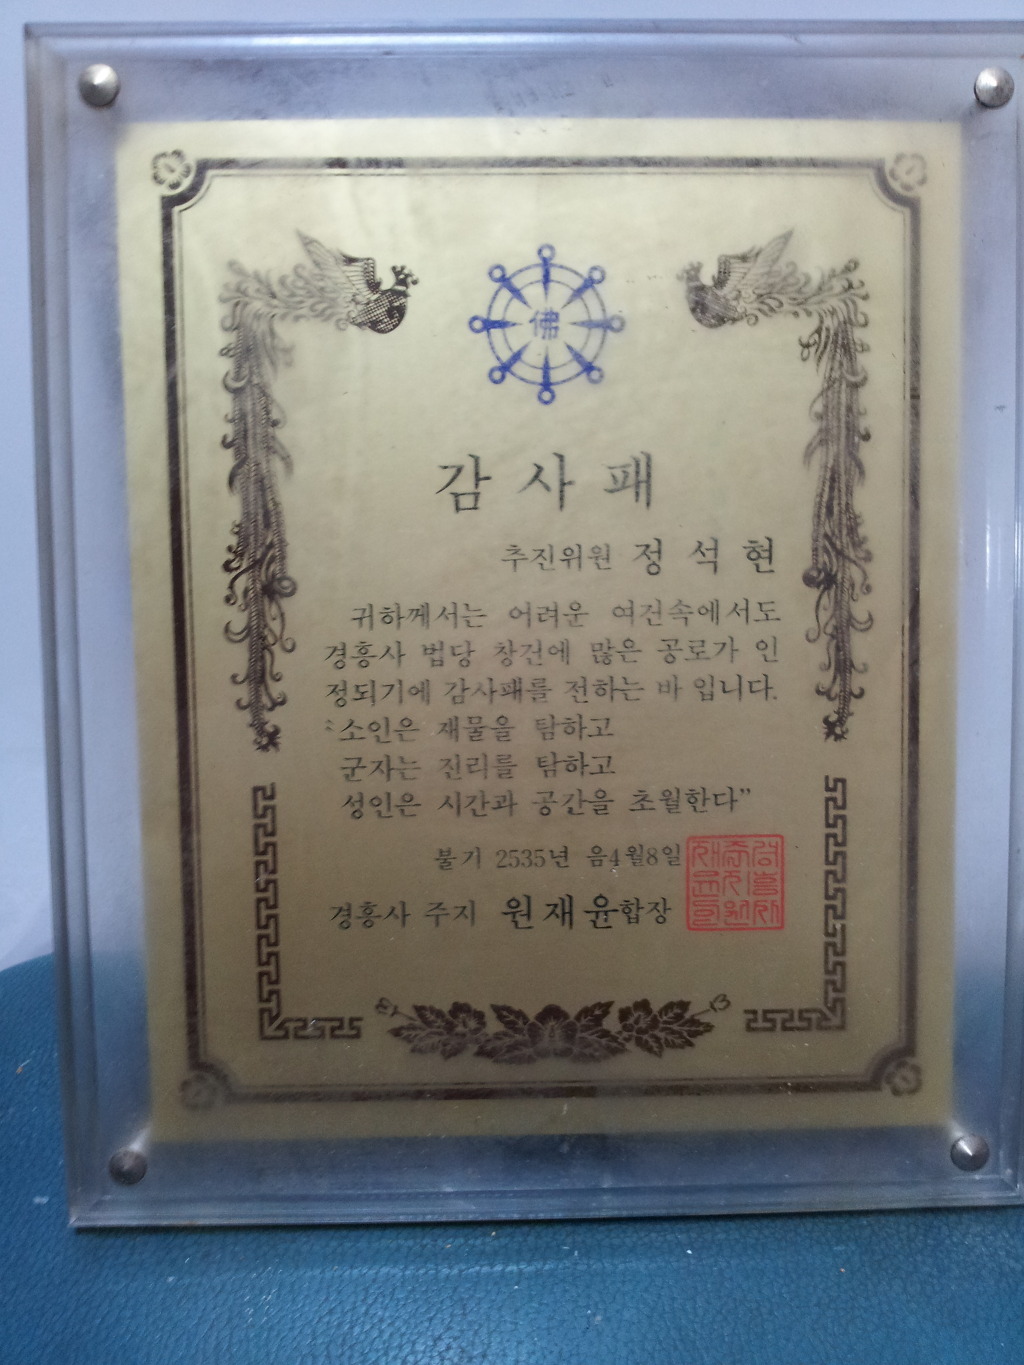 佛
감 사 패
추진위원 정 석 현
귀하께서는 어려운 여건속에서도
경흥사 법당 창건에 많은 공로가 인
정되기에 감사패를 전하는 바 입니다.
“소인은 재물을 탐하고
군자는 진리를 탐하고
성인은 시간과 공간을 초월한다”
불기 2535년 음4월8일
경흥사 주지 원 재 윤 합장